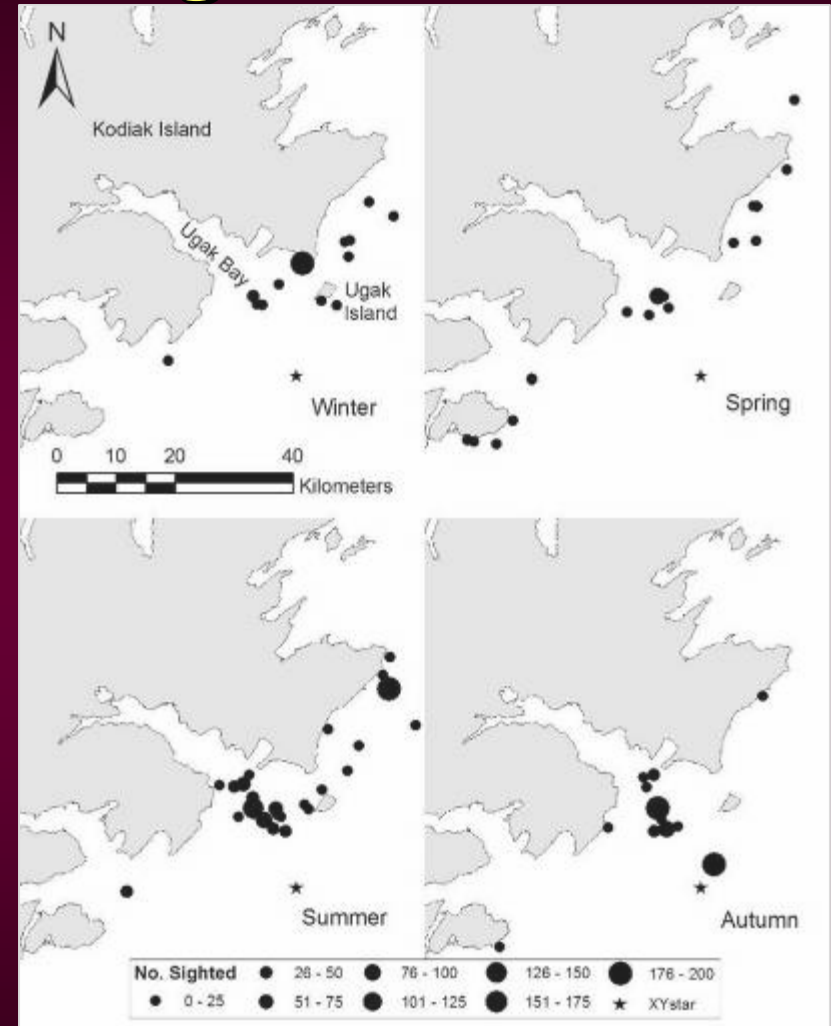 N
Kodiak Island
Ugak Bay
Ugak
Island
Winter
Spring
0 10 20 40
Kilometers
Summer
Autumn
No. Sighted 26 - 50 76 - 100 126 - 150 176 - 200
0 - 25 51 - 75 101 - 125 151 - 175 XYstar